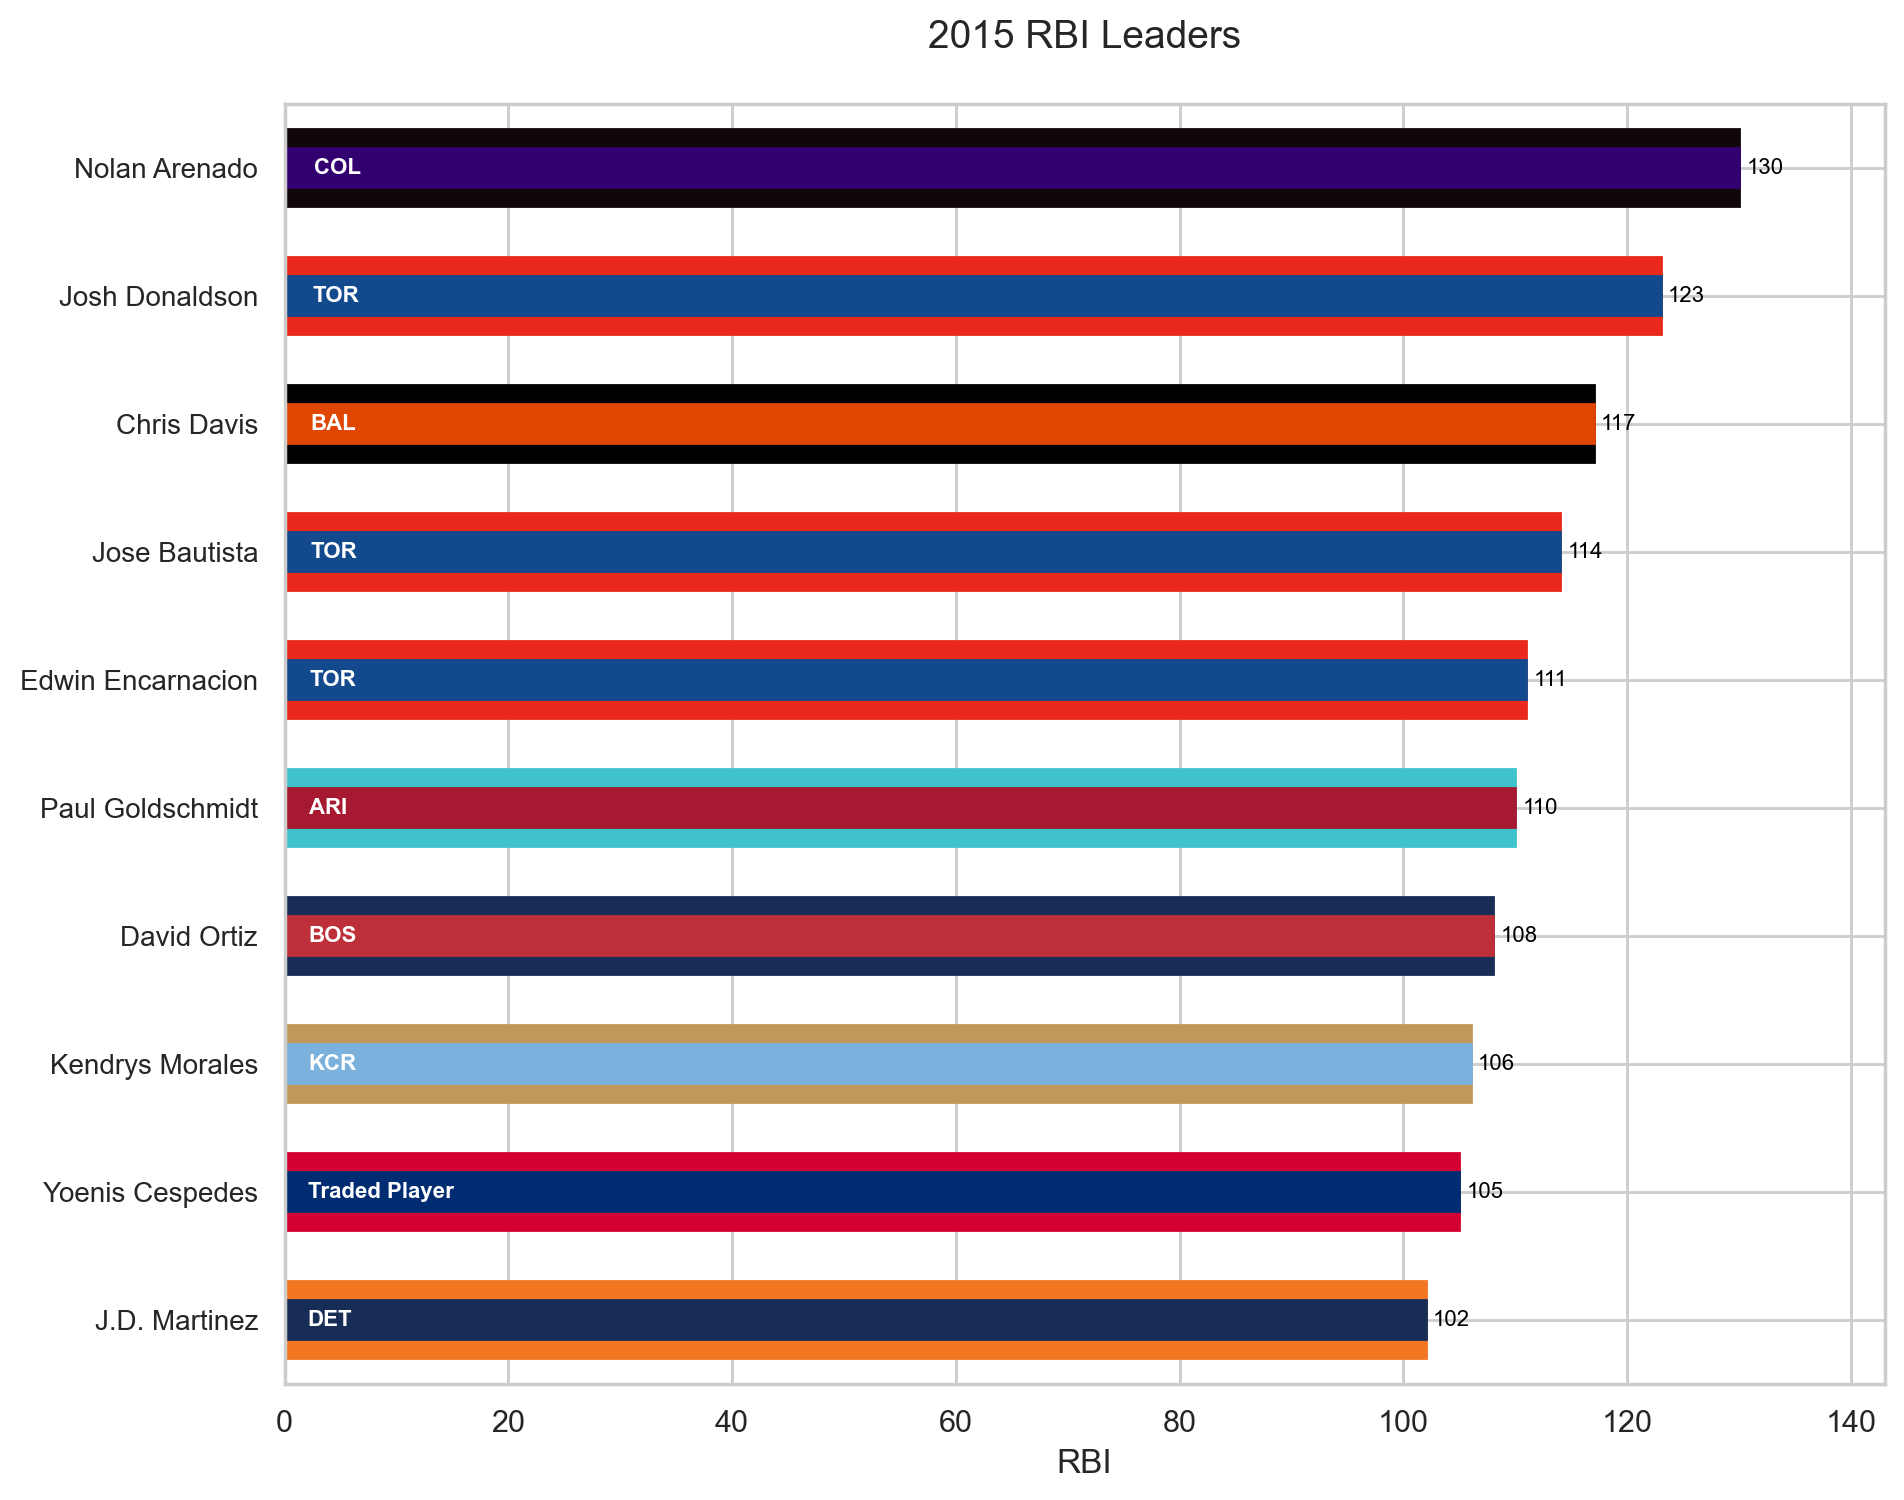 2015 RBI Leaders
Nolan Arenado COL 130
Josh Donaldson TOR 123
Chris Davis BAL 117
Jose Bautista TOR 114
Edwin Encarnacion TOR 111
Paul Goldschmidt ARI 110
David Ortiz BOS 108
Kendrys Morales KCR 106
Yoenis Cespedes Traded Player 105
J.D. Martinez DET 102
0 20 40 60 80 100 120 140
RBI